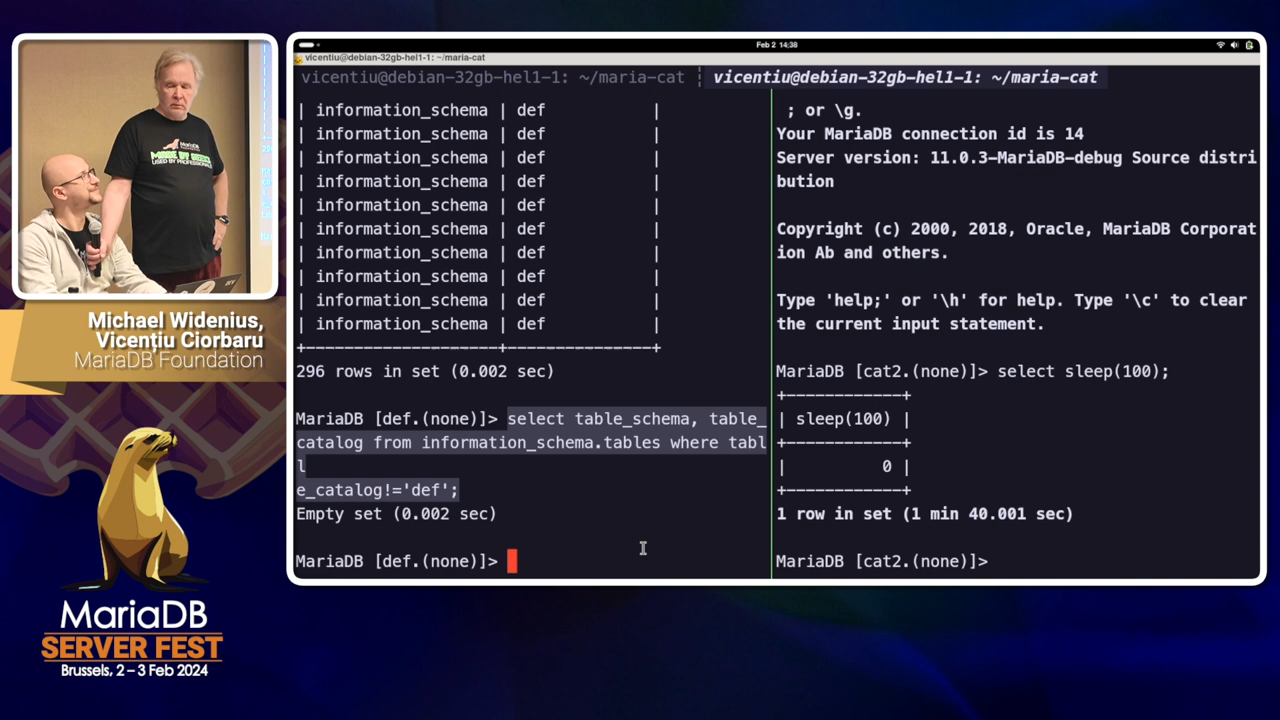 Feb 2 14:38
vicentiu@debian-32gb-hel1-1: ~/maria-cat
vicentiu@debian-32gb-hel1-1: ~/maria-cat
vicentiu@debian-32gb-hel1-1: ~/maria-cat
| information_schema | def |
| information_schema | def |
| information_schema | def |
| information_schema | def |
| information_schema | def |
| information_schema | def |
| information_schema | def |
| information_schema | def |
| information_schema | def |
| information_schema | def |
+--------------------+--------------+
296 rows in set (0.002 sec)
MariaDB [def.(none)]> select table_schema, table_
catalog from information_schema.tables where tabl
l
e_catalog!='def';
Empty set (0.002 sec)
MariaDB [def.(none)]>
; or \g.
Your MariaDB connection id is 14
Server version: 11.0.3-MariaDB-debug Source distri
bution
Copyright (c) 2000, 2018, Oracle, MariaDB Corporat
ion Ab and others.
Type 'help;' or '\h' for help. Type '\c' to clear
the current input statement.
MariaDB [cat2.(none)]> select sleep(100);
+------------+
| sleep(100) |
+------------+
| 0 |
+------------+
1 row in set (1 min 40.001 sec)
MariaDB [cat2.(none)]>
MariaDB
MADE BY GEEKS
USED BY PROFESSIONALS
Michael Widenius,
Vicențiu Ciorbaru
MariaDB Foundation
MariaDB
SERVER FEST
Brussels, 2 – 3 Feb 2024